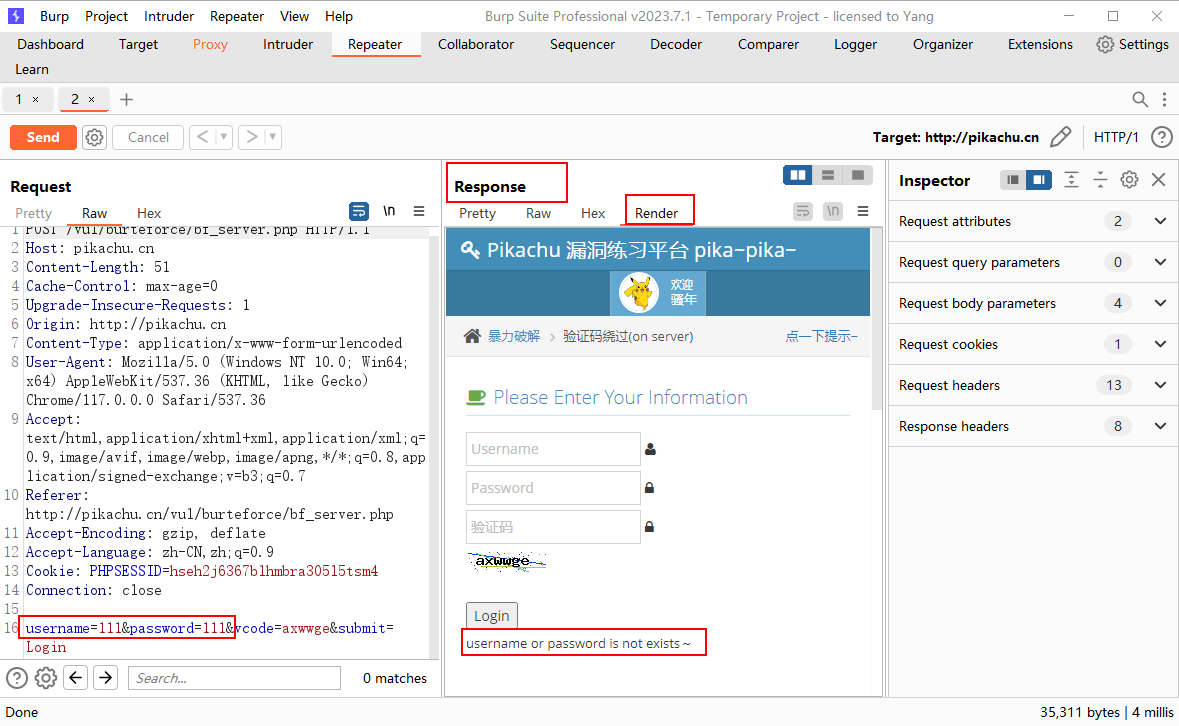 Burp Project Intruder Repeater View Help Burp Suite Professional v2023.7.1 - Temporary Project - licensed to Yang
Dashboard Target Proxy Intruder Repeater Collaborator Sequencer Decoder Comparer Logger Organizer Extensions Settings
Learn
1 × 2 × +
Send Cancel < > Target: http://pikachu.cn HTTP/1 ?
Request
Pretty Raw Hex \n
1 POST /vul/burteforce/bf_server.php HTTP/1.1
2 Host: pikachu.cn
3 Content-Length: 51
4 Cache-Control: max-age=0
5 Upgrade-Insecure-Requests: 1
6 Origin: http://pikachu.cn
7 Content-Type: application/x-www-form-urlencoded
8 User-Agent: Mozilla/5.0 (Windows NT 10.0; Win64;
x64) AppleWebKit/537.36 (KHTML, like Gecko)
Chrome/117.0.0.0 Safari/537.36
9 Accept:
text/html,application/xhtml+xml,application/xml;q=
0.9,image/avif,image/webp,image/apng,*/*;q=0.8,app
lication/signed-exchange;v=b3;q=0.7
10 Referer:
http://pikachu.cn/vul/burteforce/bf_server.php
11 Accept-Encoding: gzip, deflate
12 Accept-Language: zh-CN,zh;q=0.9
13 Cookie: PHPSESSID=hseh2j6367blhmbra30515tsm4
14 Connection: close
15
16 username=111&password=111&vcode=axwwge&submit=
Login
? Search... 0 matches
Response
Pretty Raw Hex Render \n
Pikachu 漏洞练习平台 pika~pika~
欢迎
骚年
暴力破解 > 验证码绕过(on server) 点一下提示~
Please Enter Your Information
Username
Password
验证码
axwwge
Login
username or password is not exists～
Inspector
Request attributes 2
Request query parameters 0
Request body parameters 4
Request cookies 1
Request headers 13
Response headers 8
Done 35,311 bytes | 4 millis